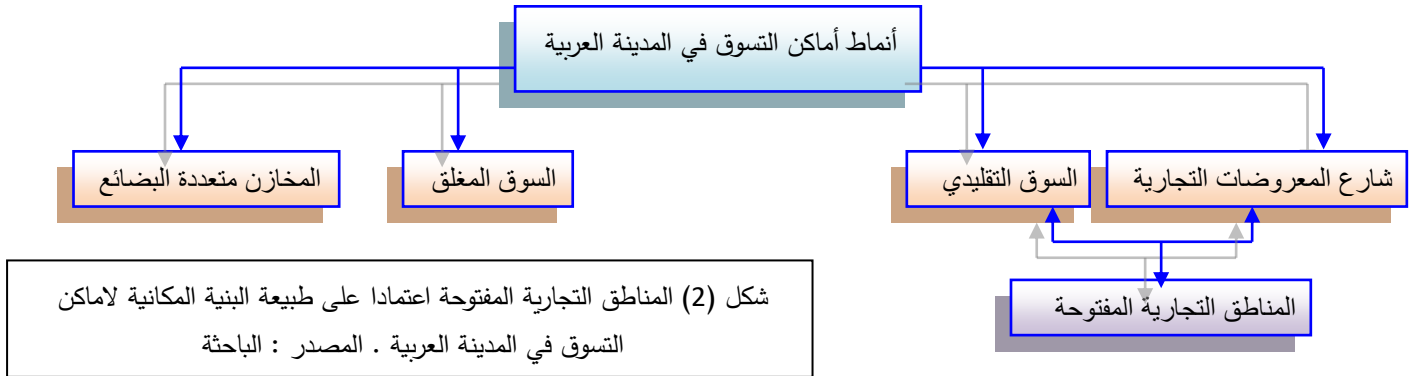 أنماط أماكن التسوق في المدينة العربية
شارع المعروضات التجارية
السوق التقليدي
السوق المغلق
المخازن متعددة البضائع
المناطق التجارية المفتوحة
شكل (2) المناطق التجارية المفتوحة اعتمادا على طبيعة البنية المكانية لاماكن
التسوق في المدينة العربية . المصدر : الباحثة